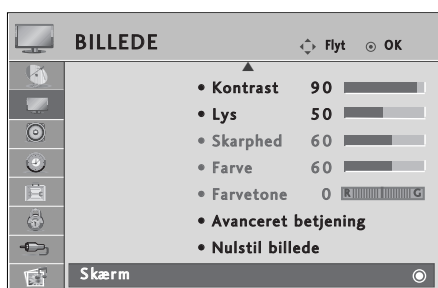 BILLEDE Flyt OK
• Kontrast 90
• Lys 50
• Skarphed 60
• Farve 60
• Farvetone 0 R G
• Avanceret betjening
• Nulstil billede
Skærm